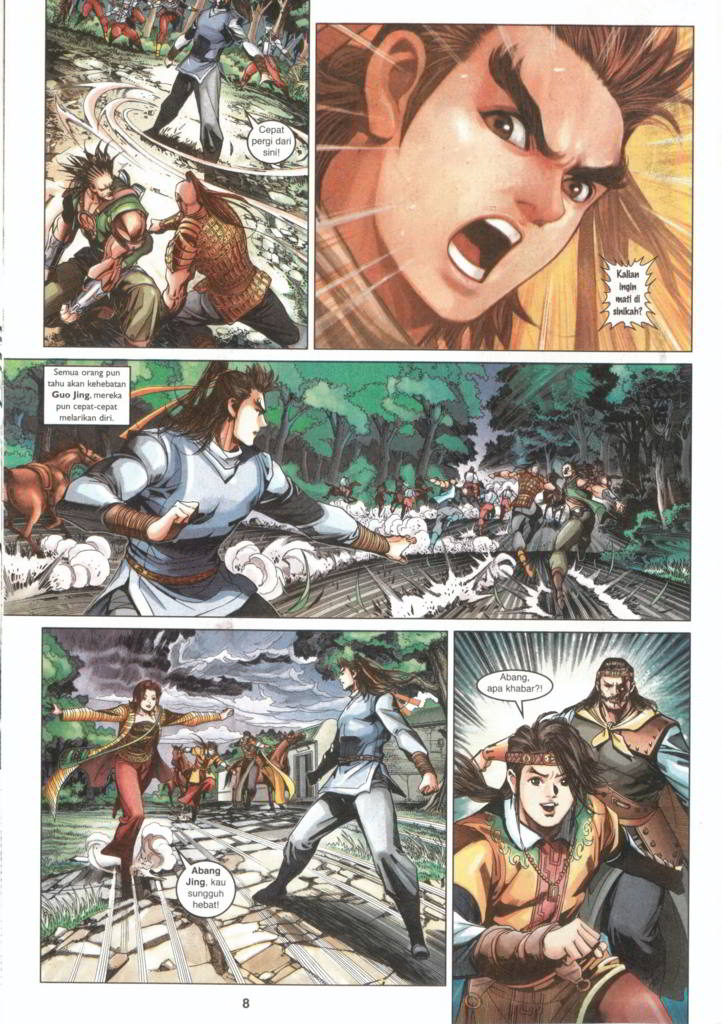 Cepat
pergi dari
sini!
Kalian
ingin
mati di
sinikah?
Semua orang pun
tahu akan kehebatan
Guo Jing, mereka
pun cepat-cepat
melarikan diri.
Abang
Jing, kau
sungguh
hebat!
Abang,
apa khabar?!
8